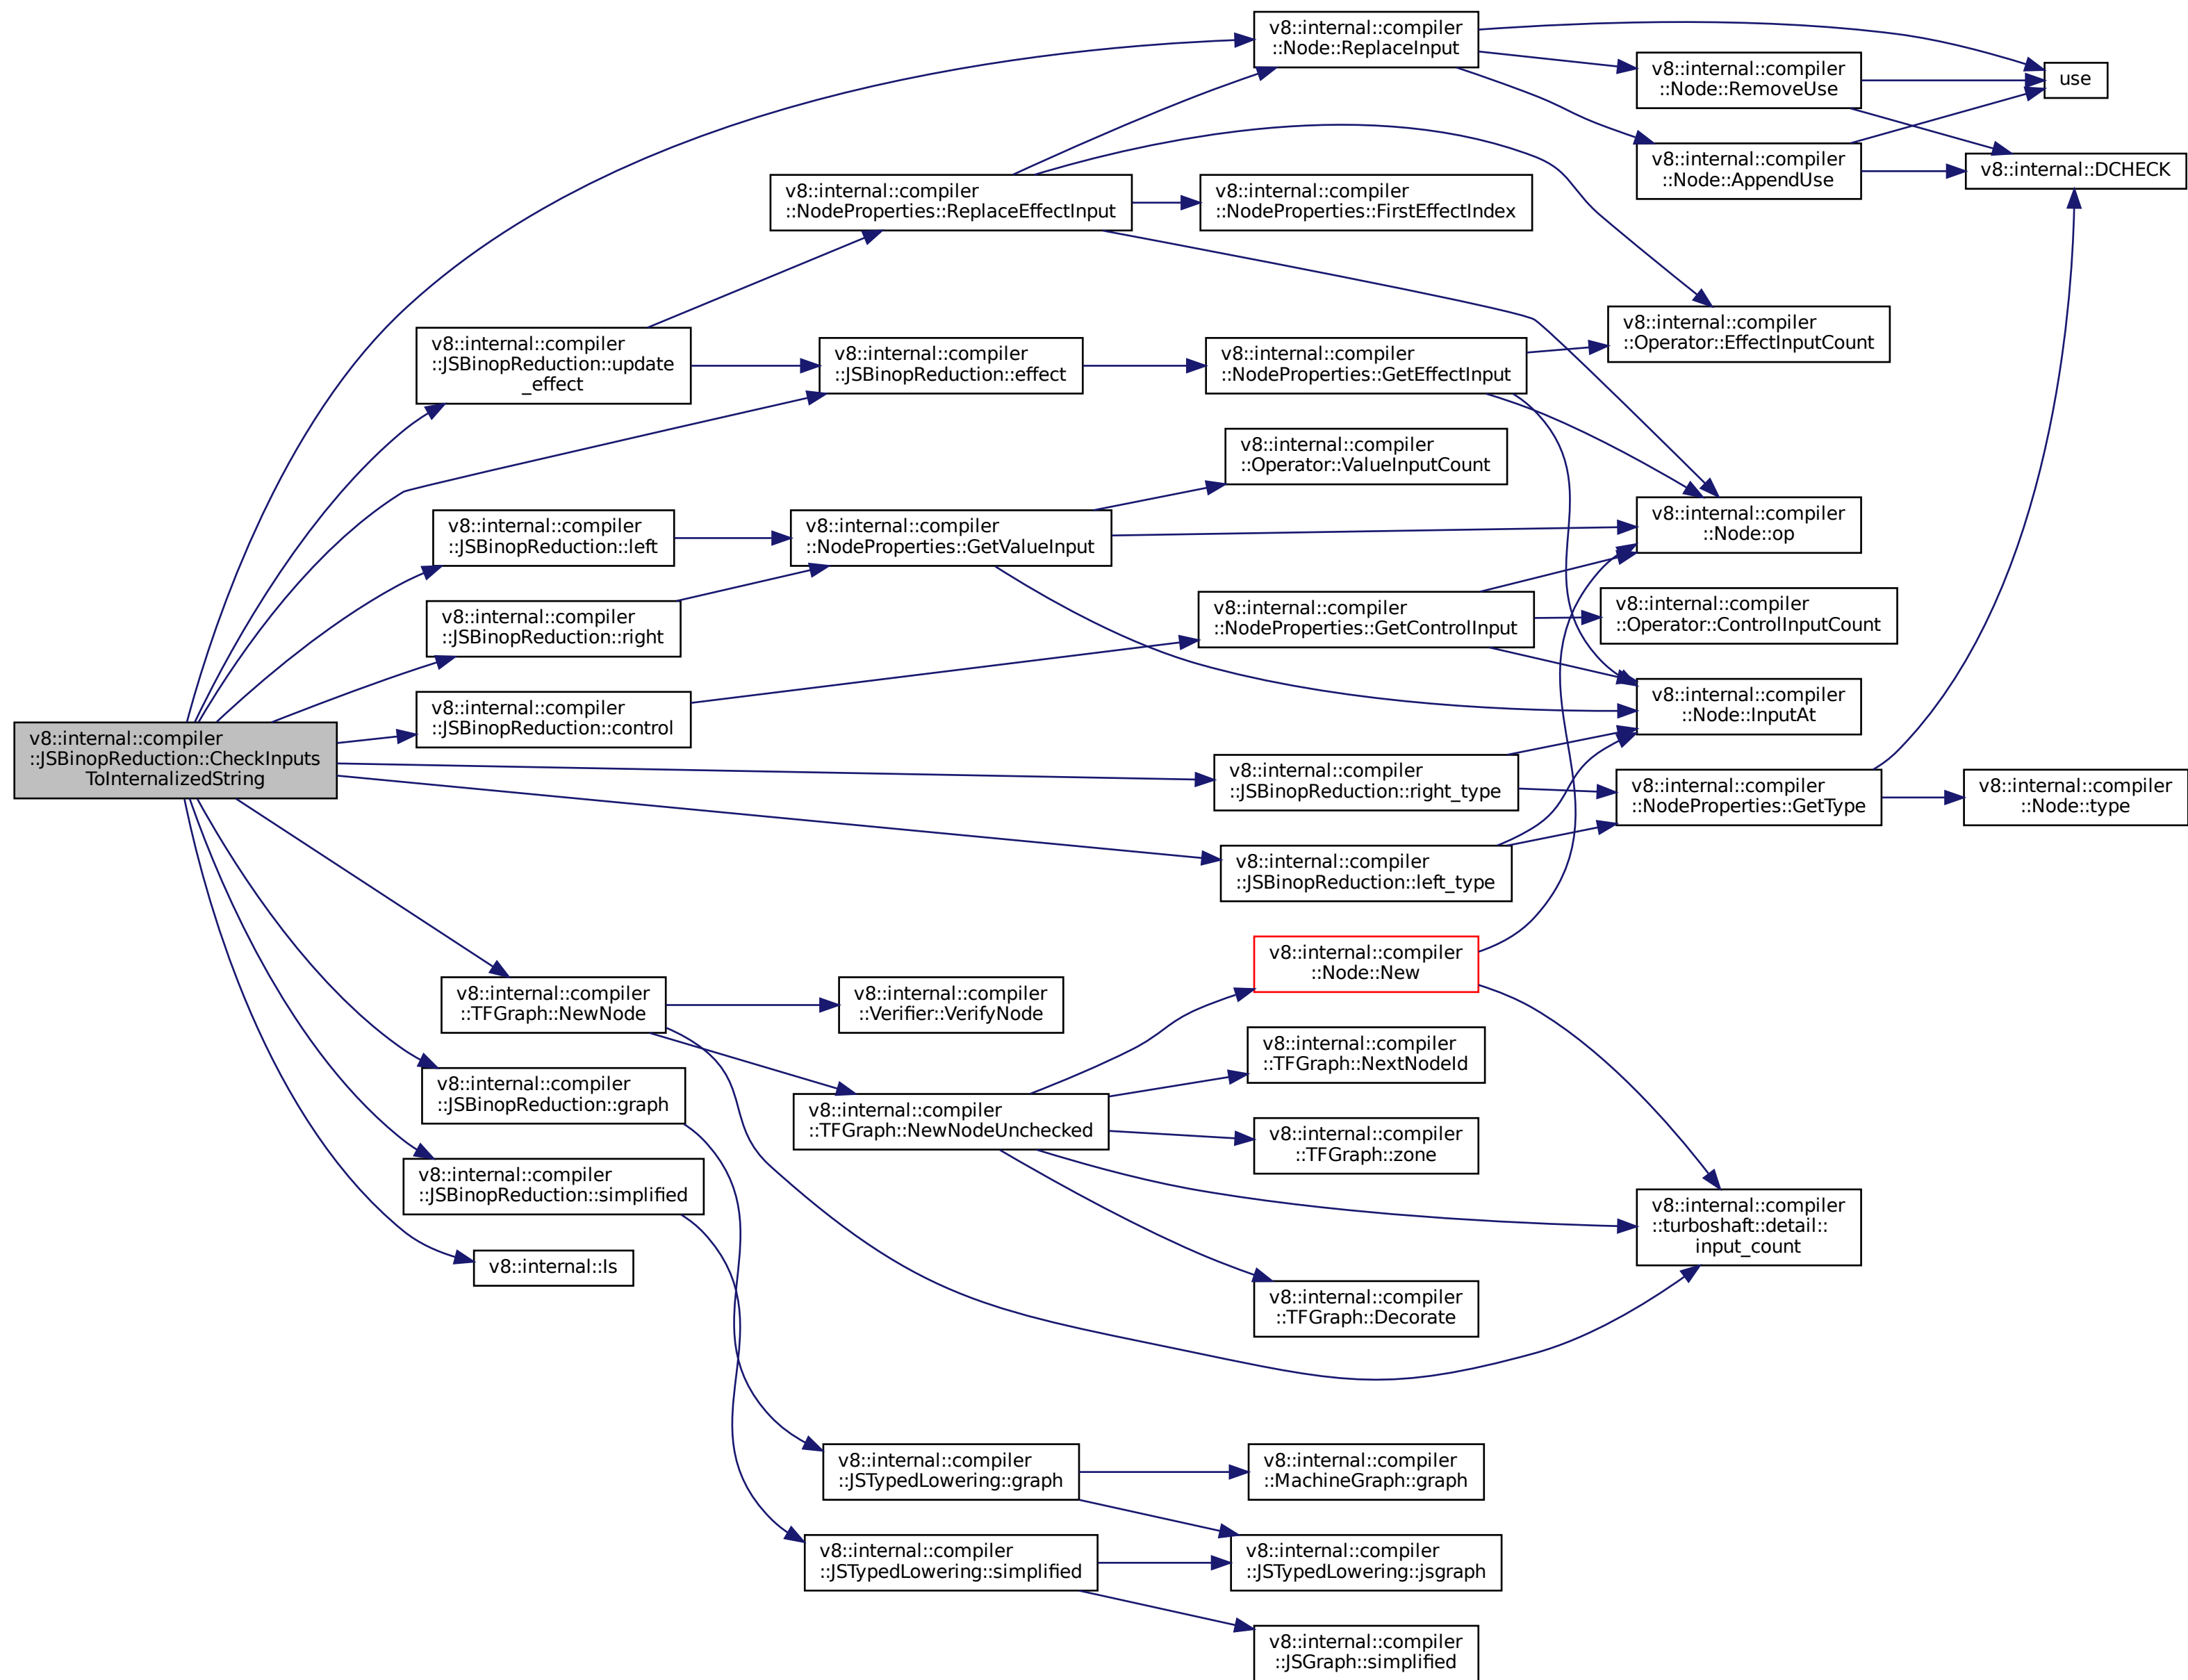 v8::internal::compiler
::Node::ReplaceInput
v8::internal::compiler
::Node::RemoveUse
use
v8::internal::compiler
::Node::AppendUse
v8::internal::DCHECK
v8::internal::compiler
::NodeProperties::ReplaceEffectInput
v8::internal::compiler
::NodeProperties::FirstEffectIndex
v8::internal::compiler
::Operator::EffectInputCount
v8::internal::compiler
::JSBinopReduction::update
_effect
v8::internal::compiler
::JSBinopReduction::effect
v8::internal::compiler
::NodeProperties::GetEffectInput
v8::internal::compiler
::Operator::ValueInputCount
v8::internal::compiler
::JSBinopReduction::left
v8::internal::compiler
::NodeProperties::GetValueInput
v8::internal::compiler
::Node::op
v8::internal::compiler
::JSBinopReduction::right
v8::internal::compiler
::NodeProperties::GetControlInput
v8::internal::compiler
::Operator::ControlInputCount
v8::internal::compiler
::JSBinopReduction::control
v8::internal::compiler
::Node::InputAt
v8::internal::compiler
::JSBinopReduction::CheckInputs
ToInternalizedString
v8::internal::compiler
::JSBinopReduction::right_type
v8::internal::compiler
::NodeProperties::GetType
v8::internal::compiler
::Node::type
v8::internal::compiler
::JSBinopReduction::left_type
v8::internal::compiler
::Node::New
v8::internal::compiler
::TFGraph::NewNode
v8::internal::compiler
::Verifier::VerifyNode
v8::internal::compiler
::TFGraph::NextNodeId
v8::internal::compiler
::JSBinopReduction::graph
v8::internal::compiler
::TFGraph::NewNodeUnchecked
v8::internal::compiler
::TFGraph::zone
v8::internal::compiler
::JSBinopReduction::simplified
v8::internal::compiler
::turboshaft::detail::
input_count
v8::internal::Is
v8::internal::compiler
::TFGraph::Decorate
v8::internal::compiler
::JSTypedLowering::graph
v8::internal::compiler
::MachineGraph::graph
v8::internal::compiler
::JSTypedLowering::simplified
v8::internal::compiler
::JSTypedLowering::jsgraph
v8::internal::compiler
::JSGraph::simplified